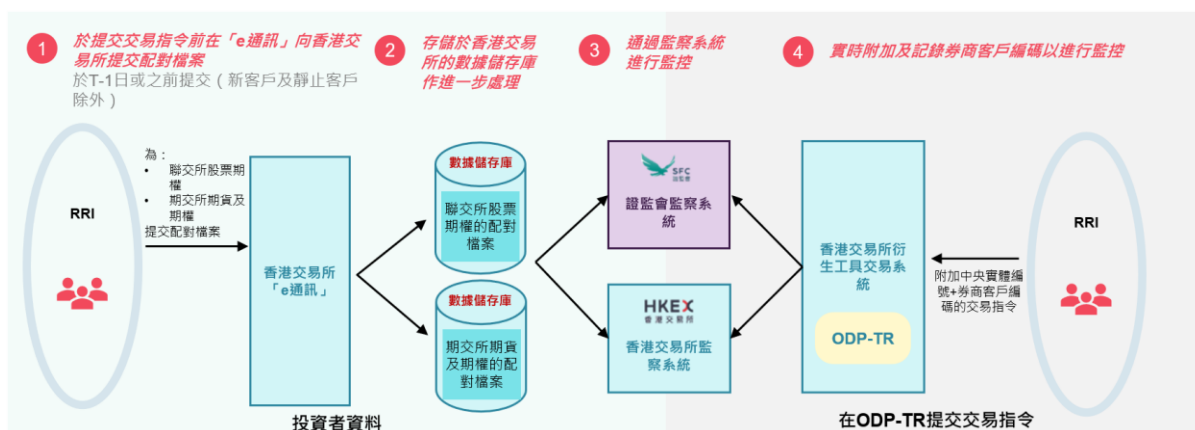 1
於提交交易指令前在「e通訊」向香港交
易所提交配對檔案
於T-1日或之前提交（新客戶及靜止客戶
除外）
2
存儲於香港交易
所的數據儲存庫
作進一步處理
3
通過監察系統
進行監控
4
實時附加及記錄券商客戶編碼以進行監控
RRI
為：
• 聯交所股票期
權
• 期交所期貨及
期權
提交配對檔案
香港交易所
「e通訊」
數據儲存庫
聯交所股票
期權的配對
檔案
數據儲存庫
期交所期貨
及期權的配
對檔案
SFC
證監會
證監會監察系
統
HKEX
香港交易所
香港交易所監
察系統
香港交易所衍
生工具交易系
統
ODP-TR
附加中央實體編
號+券商客戶編
碼的交易指令
RRI
投資者資料
在ODP-TR提交交易指令